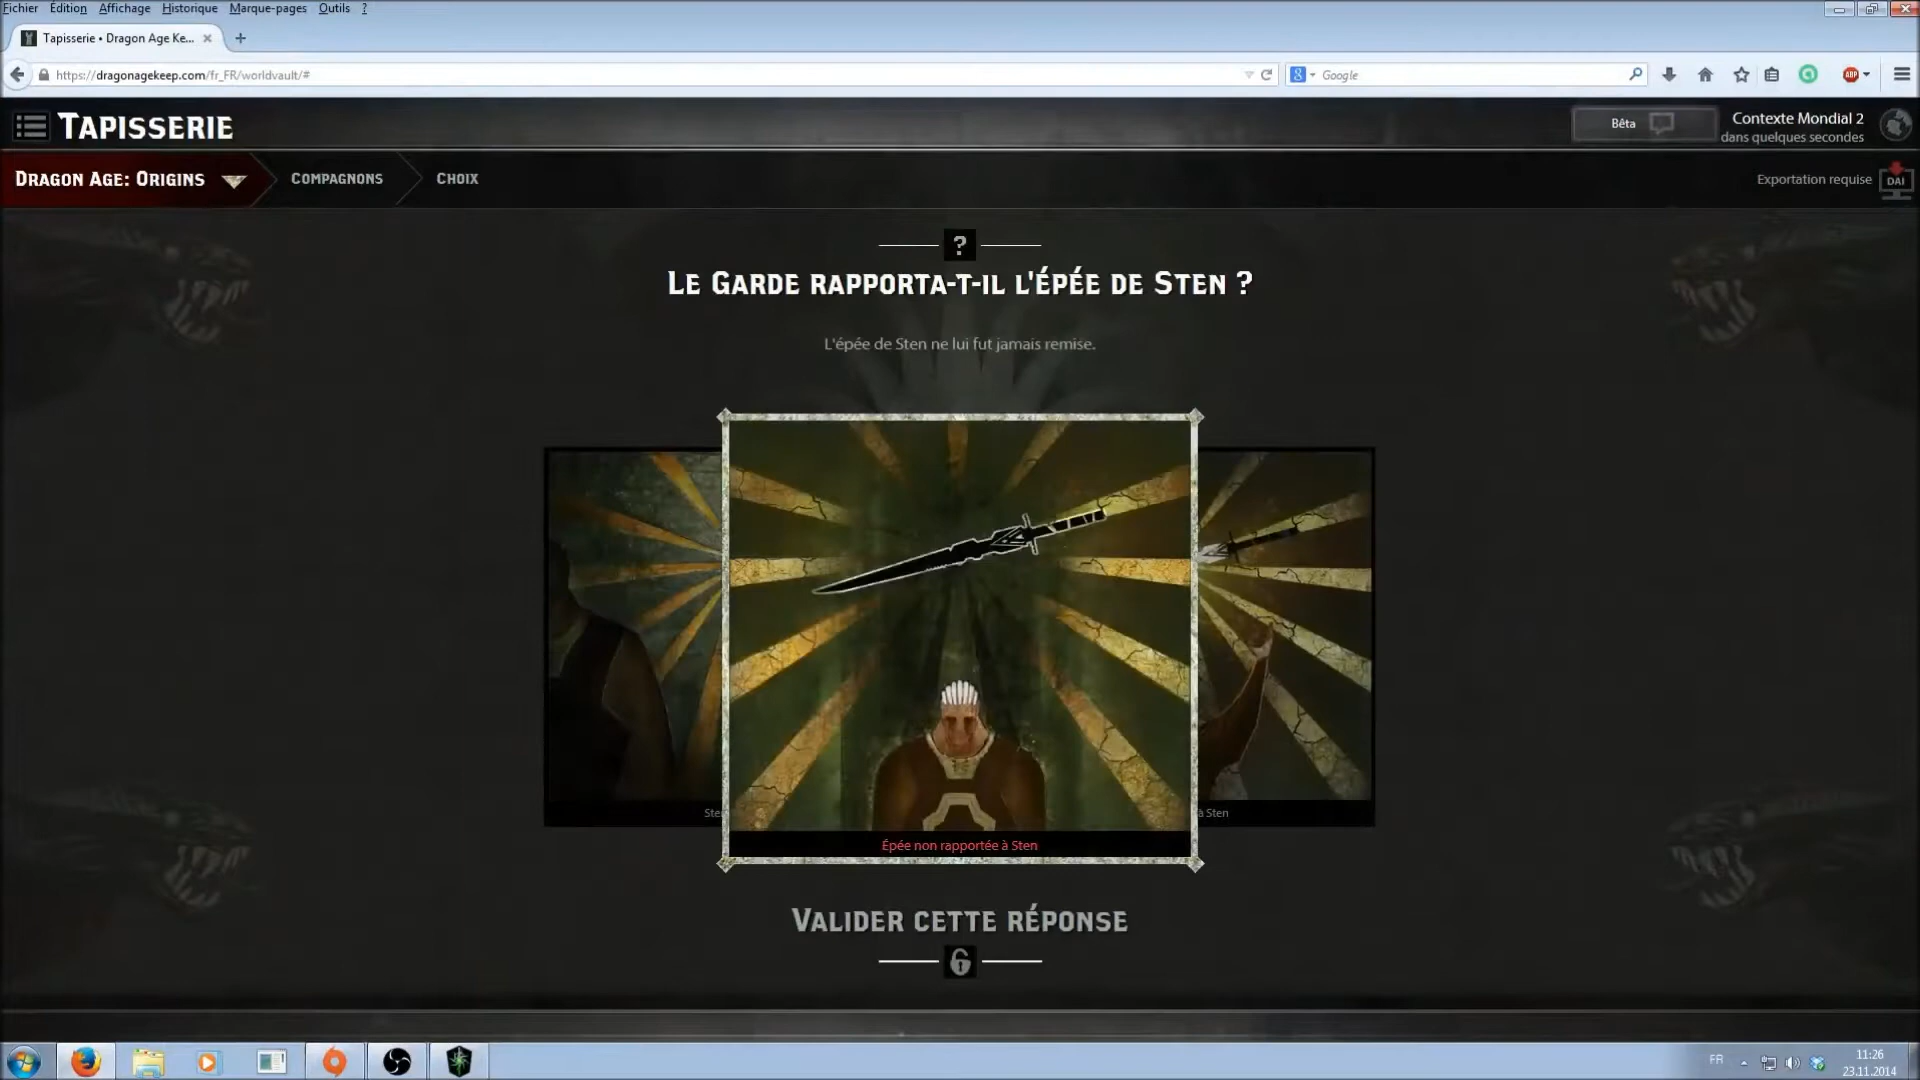 Fichier Édition Affichage Historique Marque-pages Outils ?
Tapisserie • Dragon Age Ke...
https://dragonagekeep.com/fr_FR/worldvault/#
Google
ABP
TAPISSERIE
Bêta
Contexte Mondial 2
dans quelques secondes
DRAGON AGE: ORIGINS
COMPAGNONS
CHOIX
Exportation requise
DAI
?
LE GARDE RAPPORTA-T-IL L'ÉPÉE DE STEN ?
L'épée de Sten ne lui fut jamais remise.
à Sten
Épée non rapportée à Sten
VALIDER CETTE RÉPONSE
FR
11:26
23.11.2014